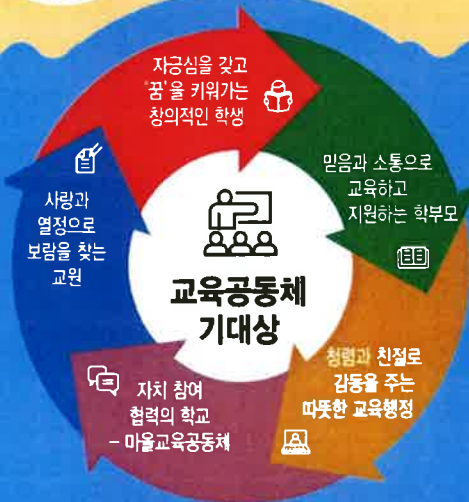 자긍심을 갖고
'꿈'을 키워가는
창의적인 학생
믿음과 소통으로
교육하고
지원하는 학부모
청렴과 친절로
감동을 주는
따뜻한 교육행정
자치 참여
협력의 학교
– 마을교육공동체
사랑과
열정으로
보람을 찾는
교원
교육공동체
기대상